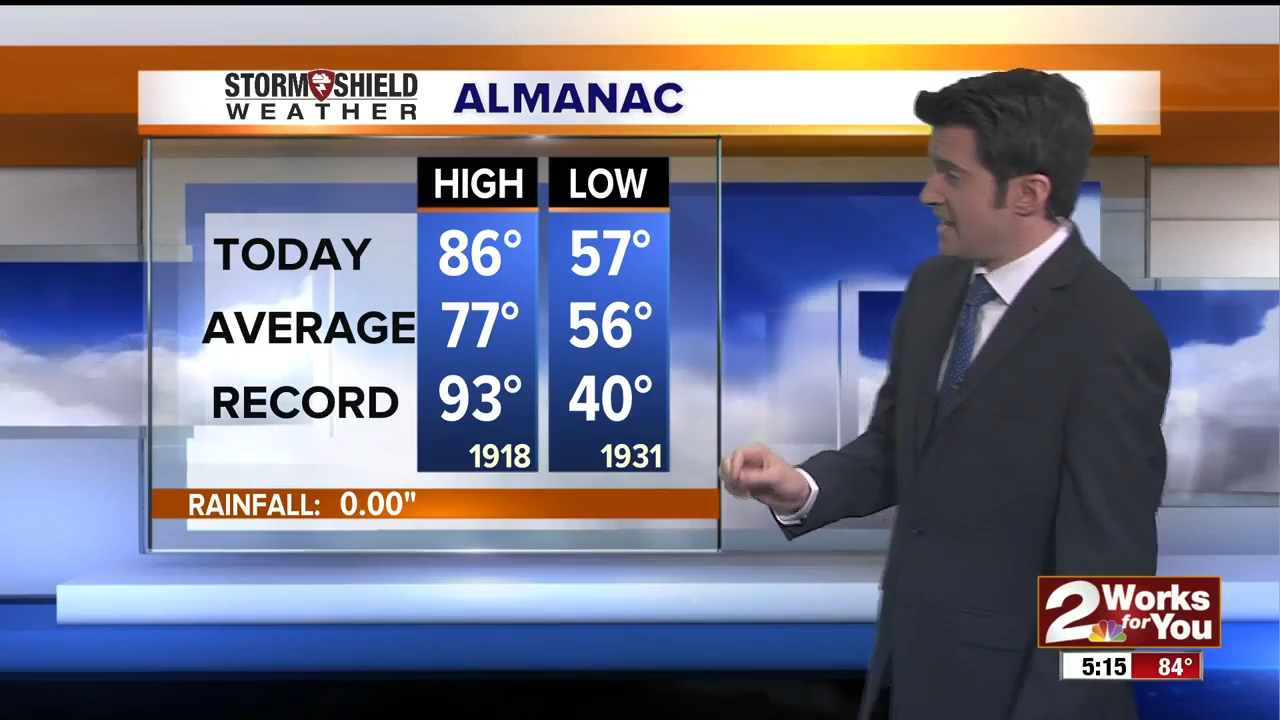 STORM SHIELD
WEATHER
ALMANAC
HIGH LOW
TODAY 86° 57°
AVERAGE 77° 56°
RECORD 93° 40°
1918 1931
RAINFALL: 0.00"
2 Works
for You
5:15 84°